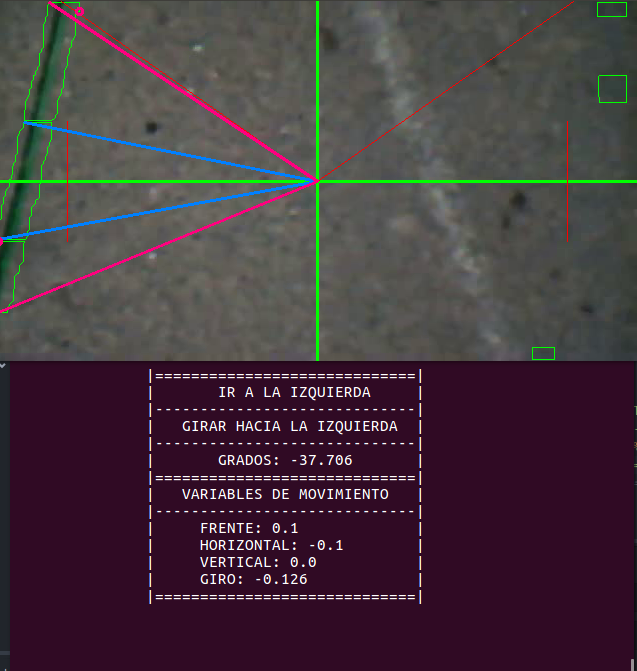 |=============================|
IR A LA IZQUIERDA
|-----------------------------|
GIRAR HACIA LA IZQUIERDA
|-----------------------------|
GRADOS: -37.706
|=============================|
VARIABLES DE MOVIMIENTO
|-----------------------------|
FRENTE: 0.1
HORIZONTAL: -0.1
VERTICAL: 0.0
GIRO: -0.126
|=============================|